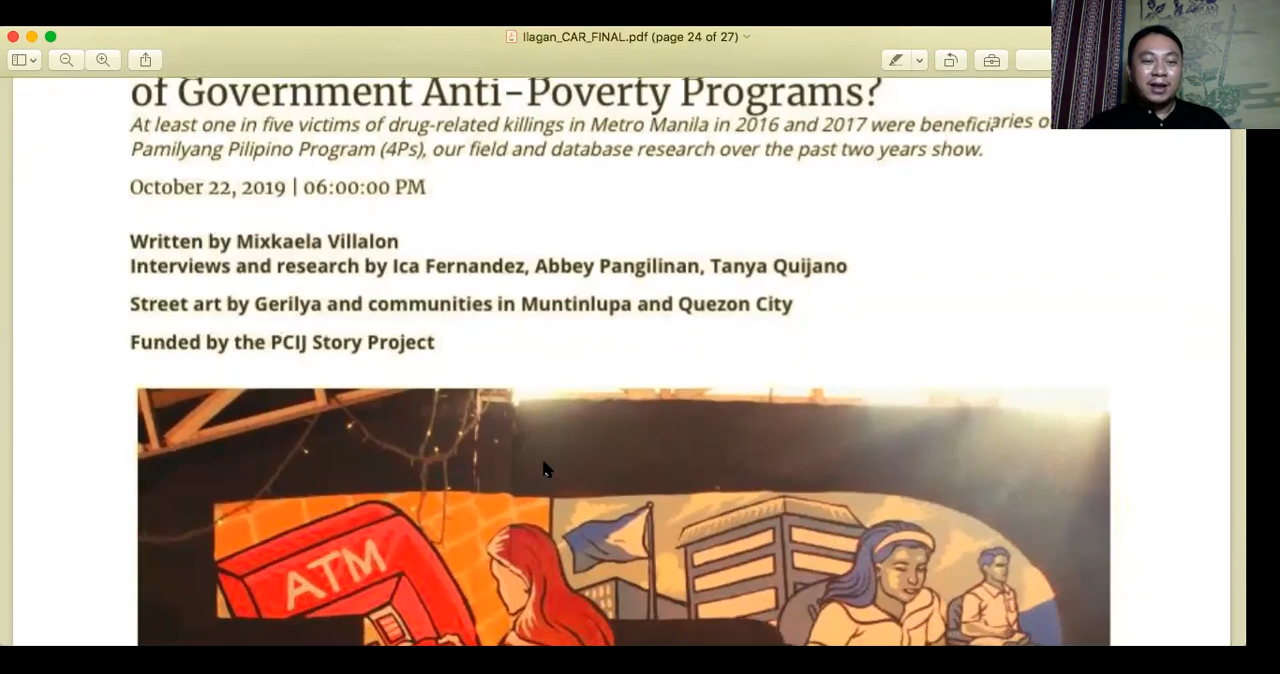 Ilagan_CAR_FINAL.pdf (page 24 of 27)
of Government Anti-Poverty Programs?
At least one in five victims of drug-related killings in Metro Manila in 2016 and 2017 were beneficiaries
Pamilyang Pilipino Program (4Ps), our field and database research over the past two years show.
October 22, 2019 | 06:00:00 PM
Written by Mixkaela Villalon
Interviews and research by Ica Fernandez, Abbey Pangilinan, Tanya Quijano
Street art by Gerilya and communities in Muntinlupa and Quezon City
Funded by the PCIJ Story Project
ATM